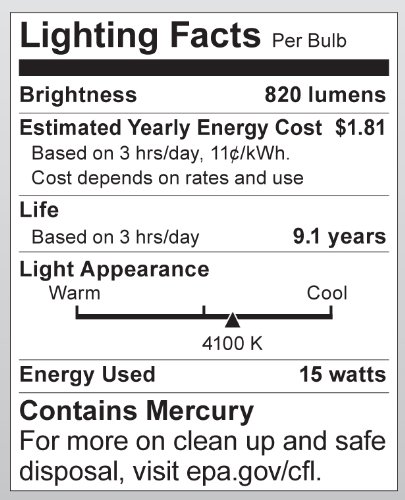 Lighting Facts Per Bulb
Brightness 820 lumens
Estimated Yearly Energy Cost $1.81
Based on 3 hrs/day, 11¢/kWh.
Cost depends on rates and use
Life
Based on 3 hrs/day 9.1 years
Light Appearance
Warm Cool
4100 K
Energy Used 15 watts
Contains Mercury
For more on clean up and safe
disposal, visit epa.gov/cfl.